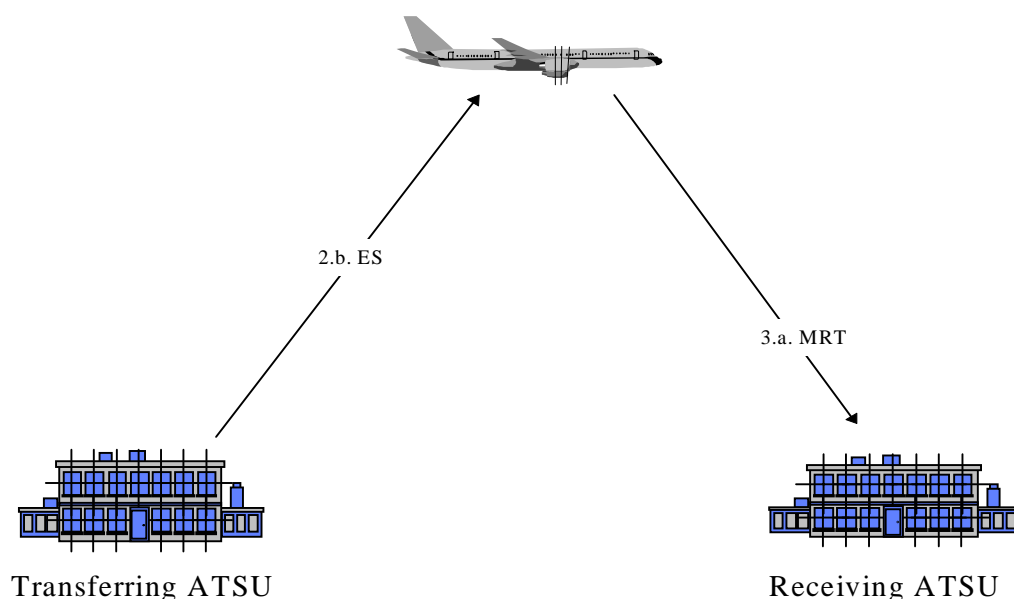 2.b. ES
3.a. MRT
Transferring ATSU
Receiving ATSU